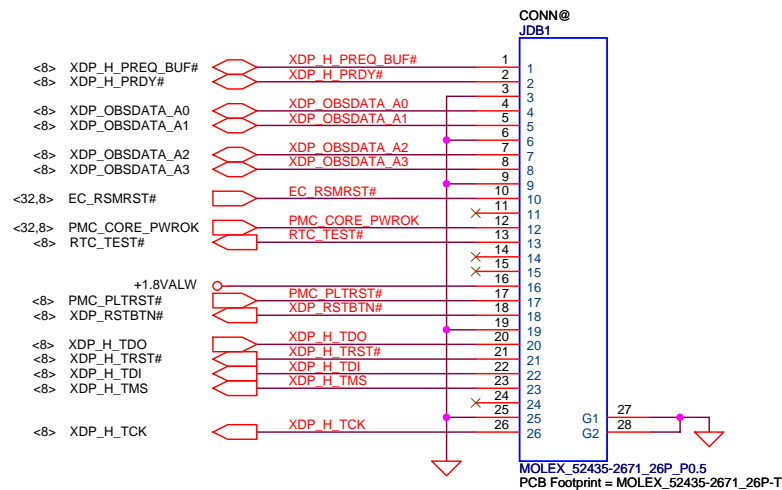 CONN@
JDB1
<8> XDP_H_PREQ_BUF# XDP_H_PREQ_BUF# 1 1
<8> XDP_H_PRDY# XDP_H_PRDY# 2 2
3 3
<8> XDP_OBSDATA_A0 XDP_OBSDATA_A0 4 4
<8> XDP_OBSDATA_A1 XDP_OBSDATA_A1 5 5
6 6
<8> XDP_OBSDATA_A2 XDP_OBSDATA_A2 7 7
<8> XDP_OBSDATA_A3 XDP_OBSDATA_A3 8 8
9 9
<32,8> EC_RSMRST# EC_RSMRST# 10 10
11 11
<32,8> PMC_CORE_PWROK PMC_CORE_PWROK 12 12
<8> RTC_TEST# RTC_TEST# 13 13
14 14
15 15
+1.8VALW 16 16
<8> PMC_PLTRST# PMC_PLTRST# 17 17
<8> XDP_RSTBTN# XDP_RSTBTN# 18 18
19 19
<8> XDP_H_TDO XDP_H_TDO 20 20
<8> XDP_H_TRST# XDP_H_TRST# 21 21
<8> XDP_H_TDI XDP_H_TDI 22 22
<8> XDP_H_TMS XDP_H_TMS 23 23
24 24
25 25 G1 27
<8> XDP_H_TCK XDP_H_TCK 26 26 G2 28
MOLEX_52435-2671_26P_P0.5
PCB Footprint = MOLEX_52435-2671_26P-T